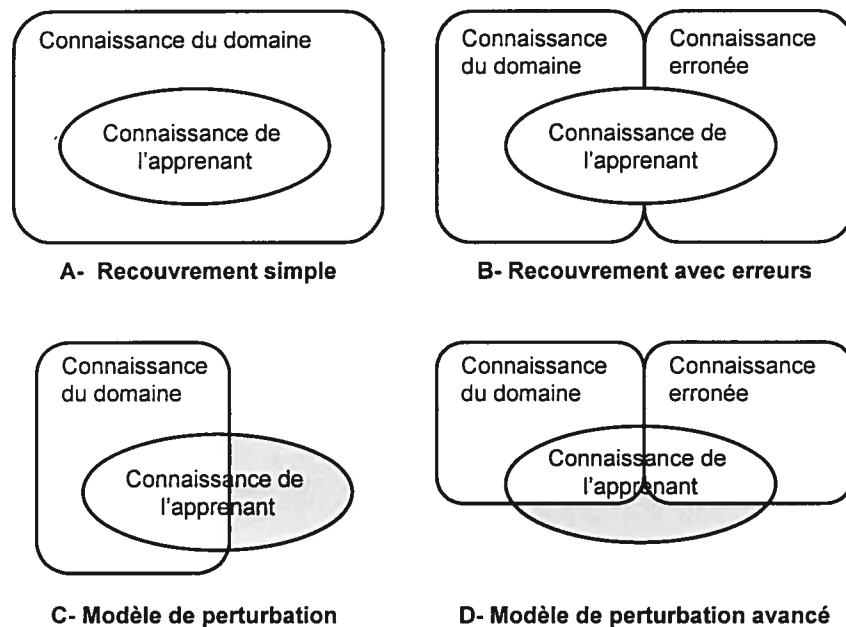 Connaissance du domaine
Connaissance de
l'apprenant
A- Recouvrement simple
Connaissance
du domaine
Connaissance
erronée
Connaissance de
l'apprenant
B- Recouvrement avec erreurs
Connaissance
du domaine
Connaissance de
l'apprenant
C- Modèle de perturbation
Connaissance
du domaine
Connaissance
erronée
Connaissance de
l'apprenant
D- Modèle de perturbation avancé